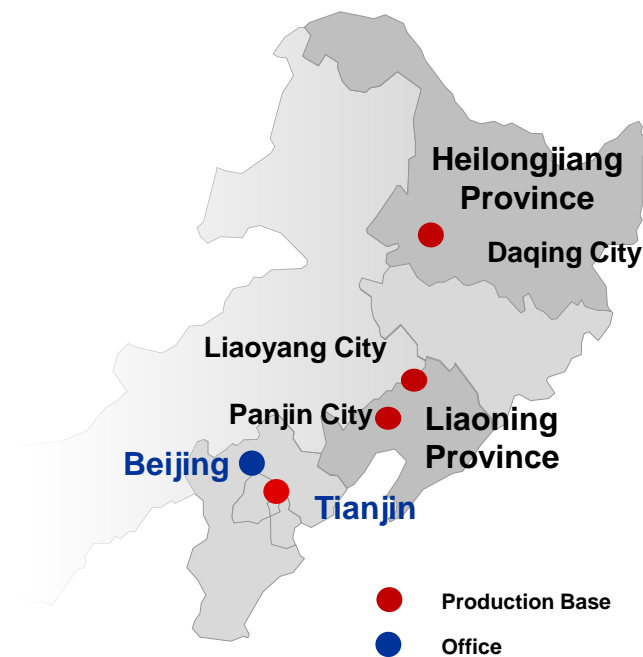 Heilongjiang
Province
Daqing City
Liaoyang City
Panjin City
Liaoning
Province
Beijing
Tianjin
Production Base
Office